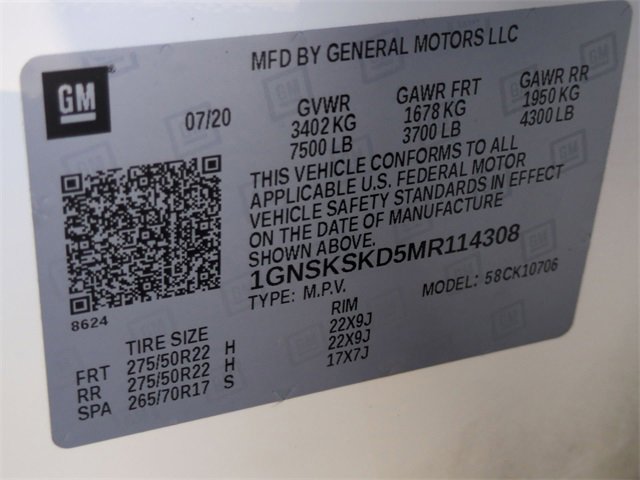 MFD BY GENERAL MOTORS LLC
GM
07/20
GVWR
3402 KG
7500 LB
GAWR FRT
1678 KG
3700 LB
GAWR RR
1950 KG
4300 LB
THIS VEHICLE CONFORMS TO ALL
APPLICABLE U.S. FEDERAL MOTOR
VEHICLE SAFETY STANDARDS IN EFFECT
ON THE DATE OF MANUFACTURE
SHOWN ABOVE.
1GNSKSKD5MR114308
TYPE: M.P.V.
MODEL: 58CK10706
8624
TIRE SIZE RIM
FRT 275/50R22 H 22X9J
RR 275/50R22 H 22X9J
SPA 265/70R17 S 17X7J